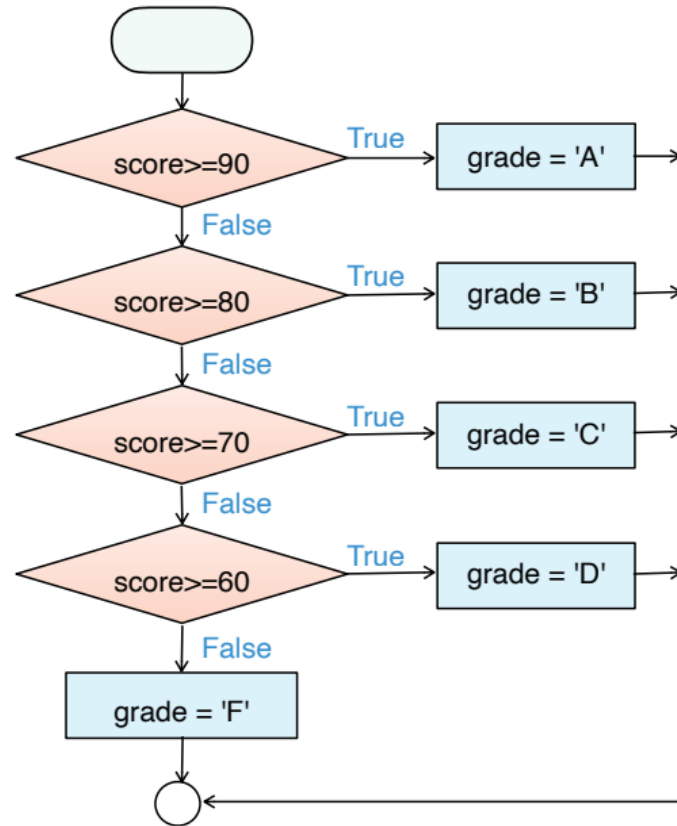 score>=90
True
grade = 'A'
False
score>=80
True
grade = 'B'
False
score>=70
True
grade = 'C'
False
score>=60
True
grade = 'D'
False
grade = 'F'